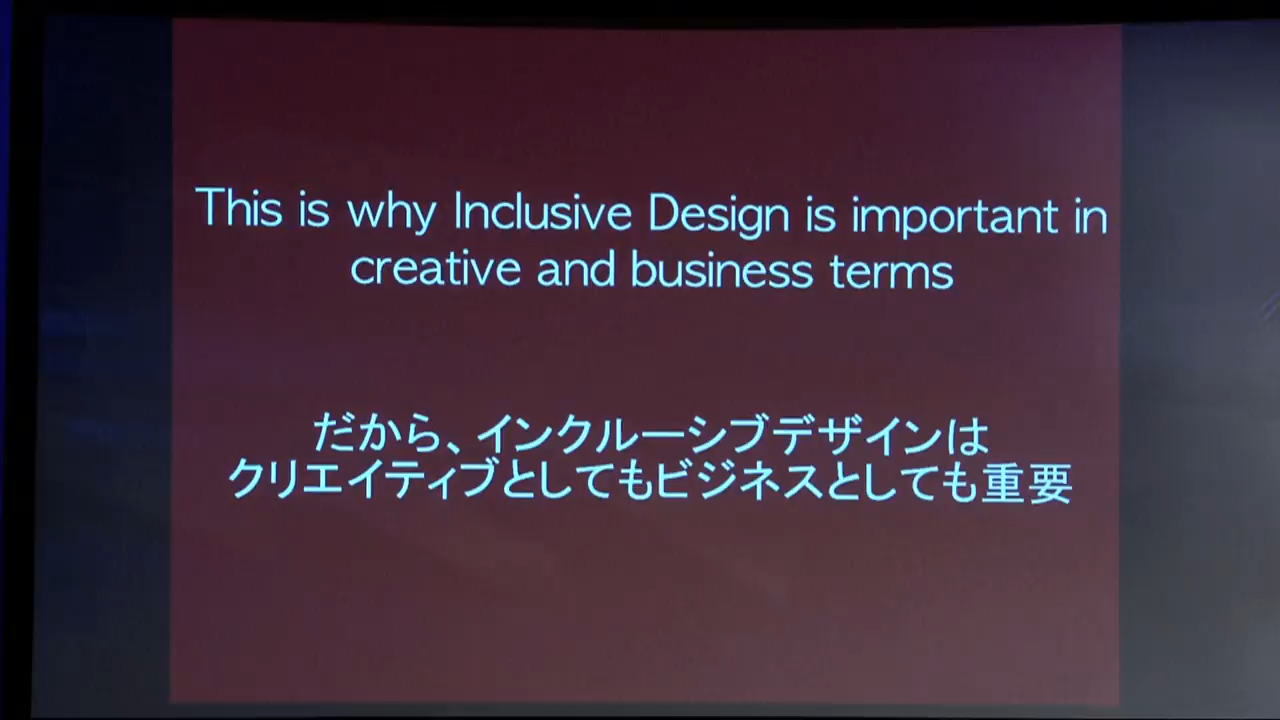 This is why Inclusive Design is important in
creative and business terms
だから、インクルーシブデザインは
クリエイティブとしてもビジネスとしても重要